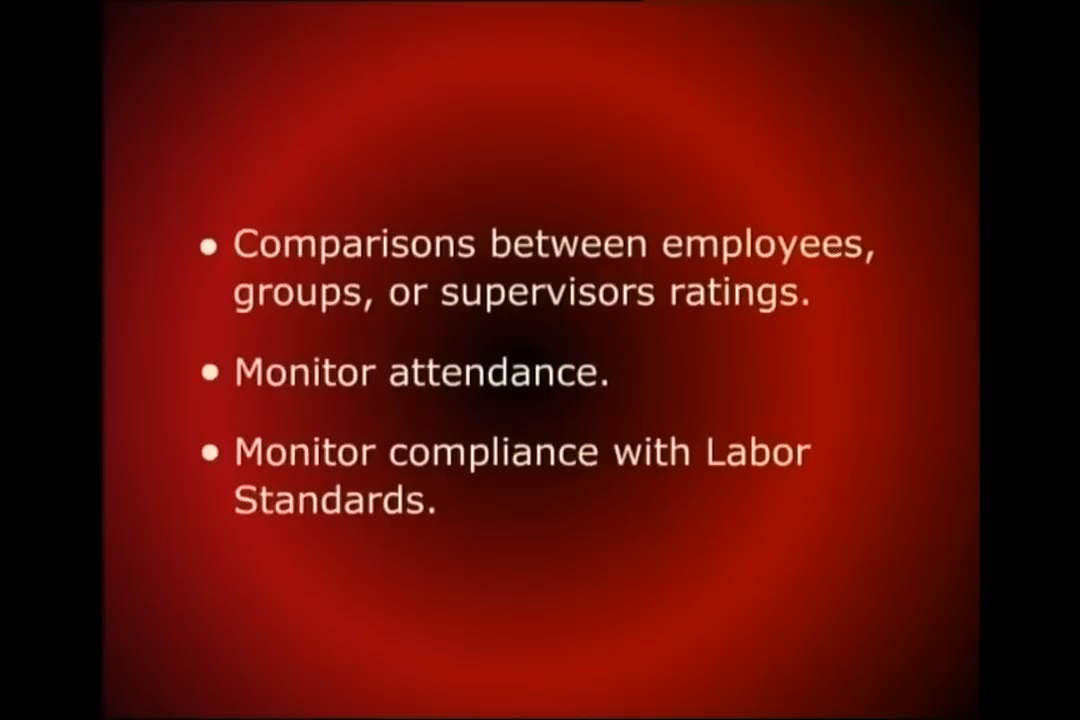 • Comparisons between employees,
groups, or supervisors ratings.
• Monitor attendance.
• Monitor compliance with Labor
Standards.